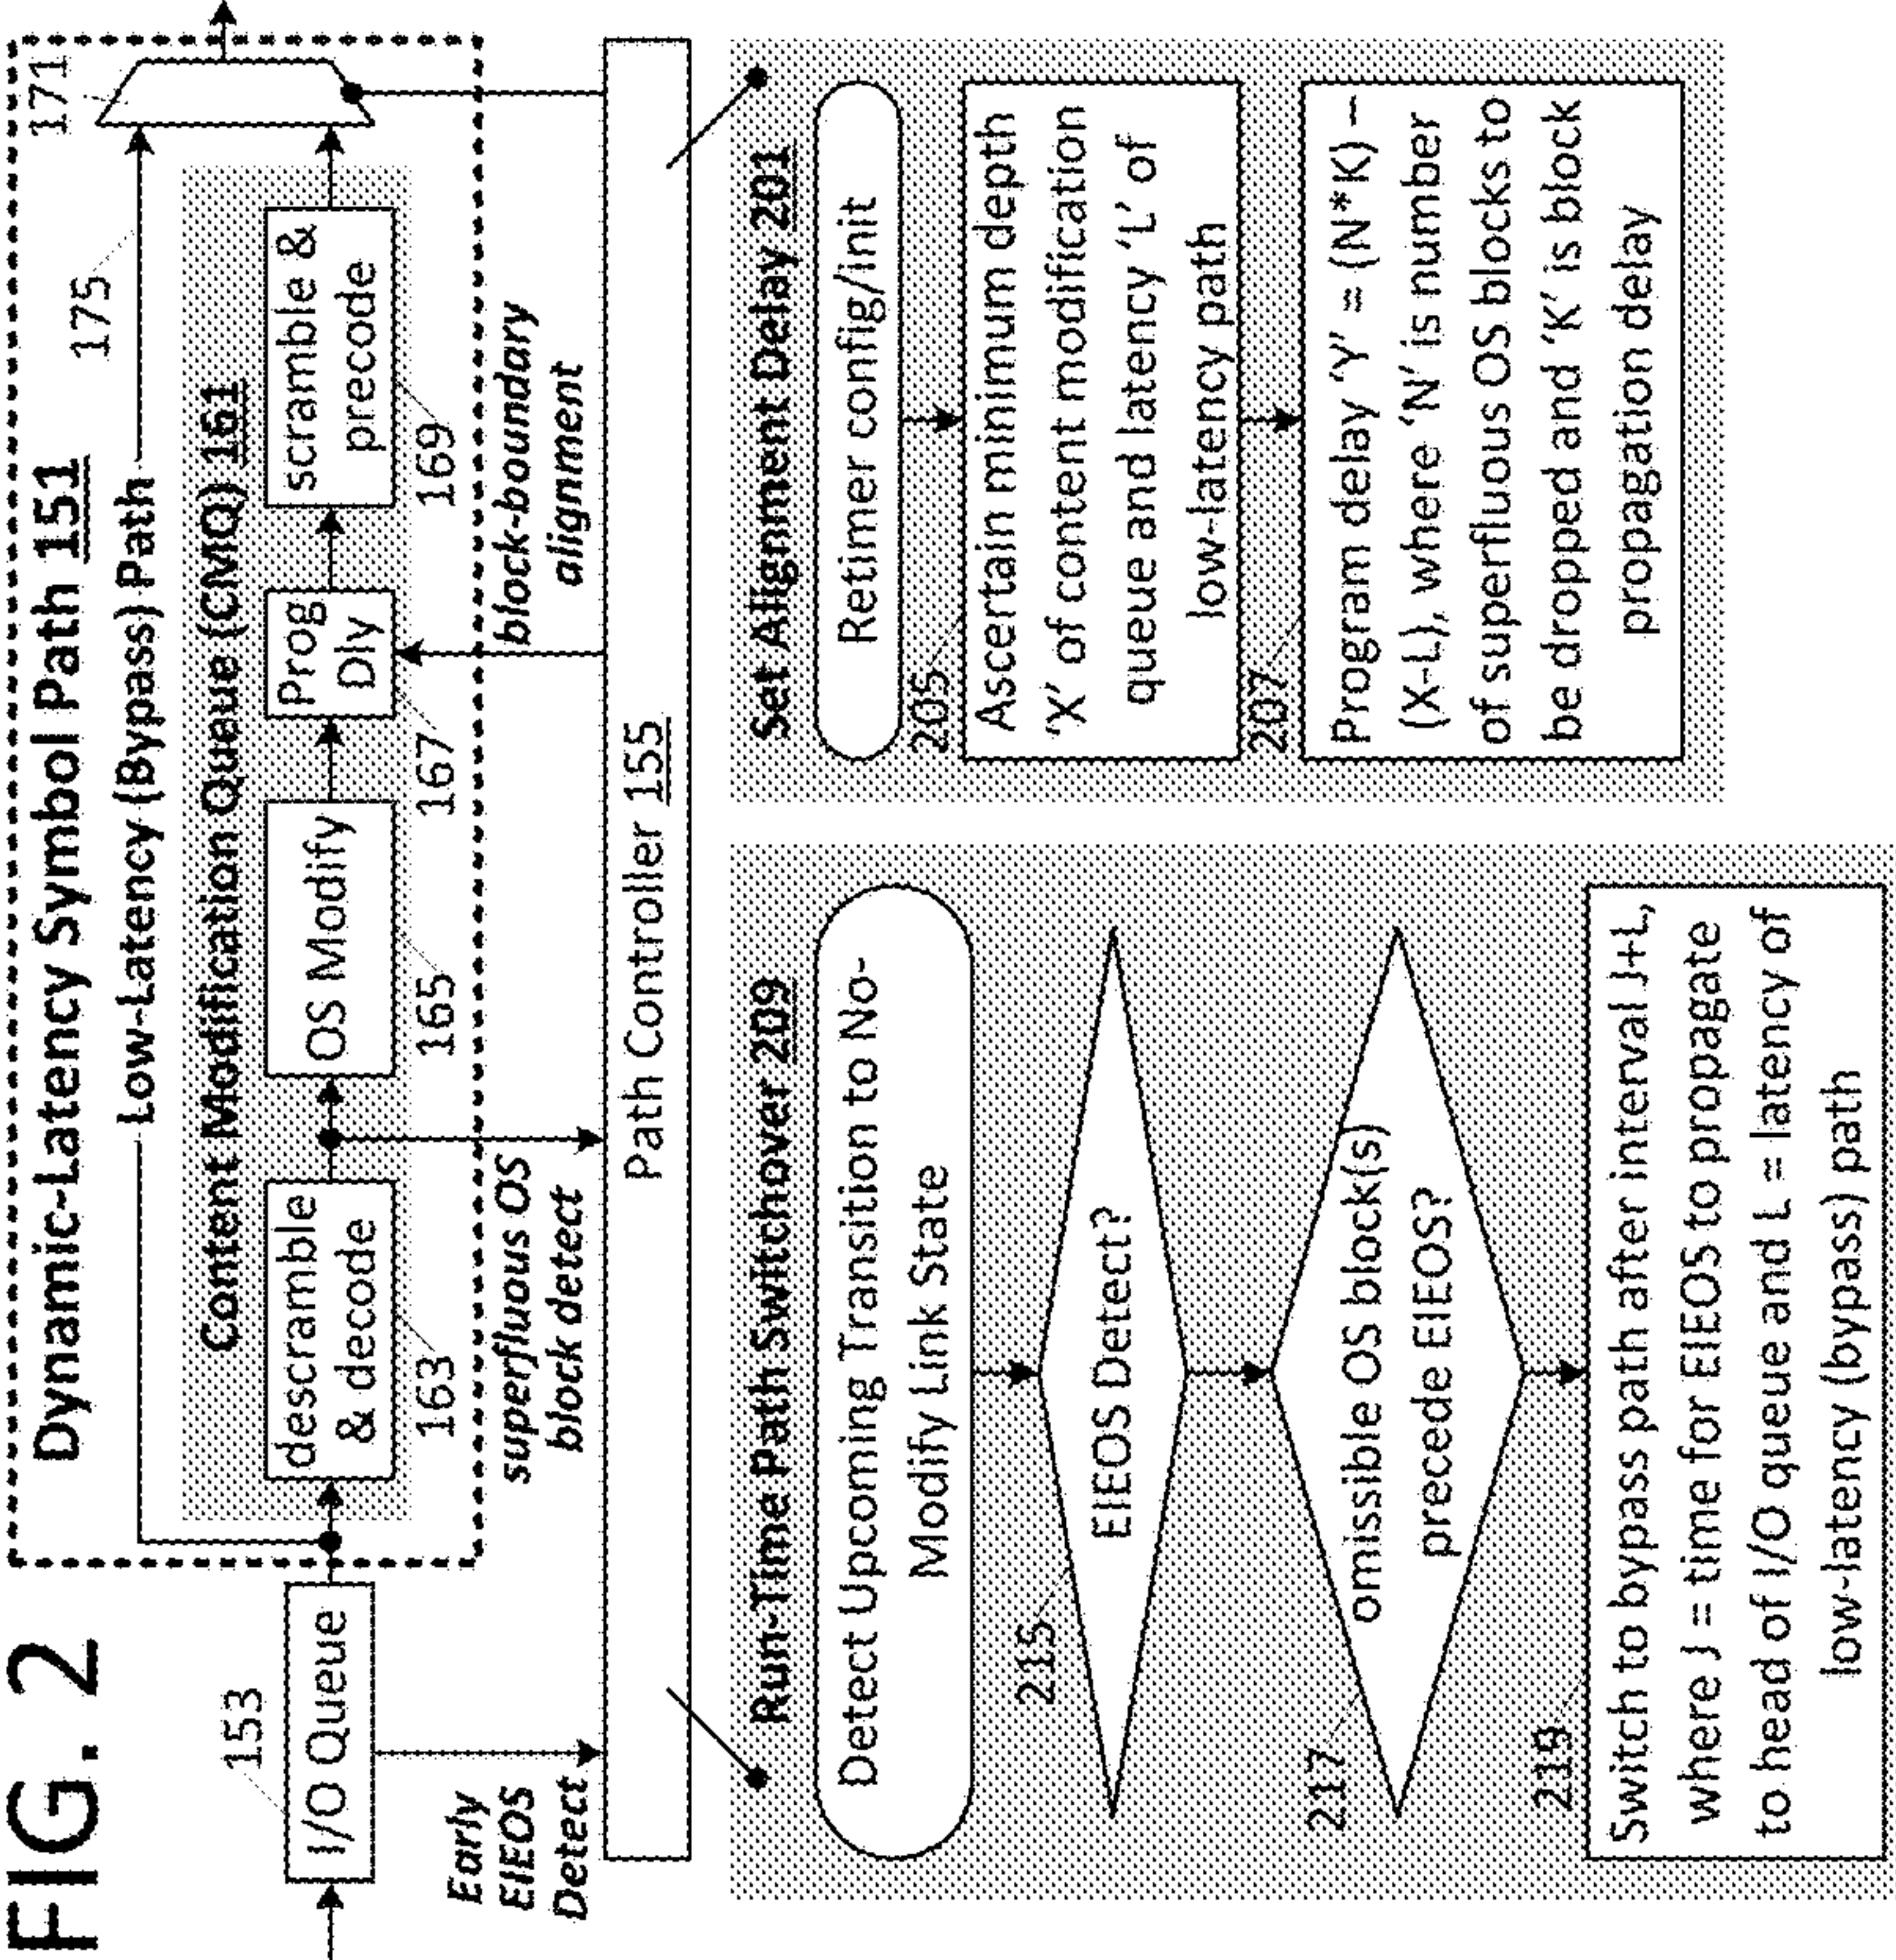 FIG. 2
Dynamic-Latency Symbol Path 151
171
175
Low-Latency (Bypass) Path
Content Modification Queue (CMQ) 161
153
I/O Queue
descramble
& decode
163
OS Modify
165
Prog
Dly
167
scramble &
precode
169
Early
EIEOS
Detect
superfluous OS
block detect
block-boundary
alignment
Path Controller 155
Run-Time Path Switchover 209
Detect Upcoming Transition to No-
Modify Link State
215
EIEOS Detect?
217
omissible OS block(s)
precede EIEOS?
219
Switch to bypass path after interval J+L,
where J = time for EIEOS to propagate
to head of I/O queue and L = latency of
low-latency (bypass) path
Set Alignment Delay 201
Retimer config/init
205
Ascertain minimum depth
‘X’ of content modification
queue and latency ‘L’ of
low-latency path
207
Program delay ‘Y’ = (N*K) –
(X-L), where ‘N’ is number
of superfluous OS blocks to
be dropped and ‘K’ is block
propagation delay